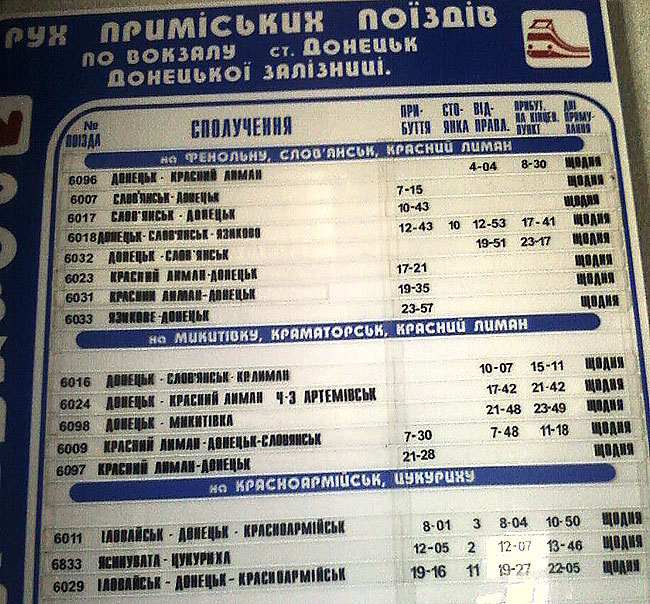 РУХ ПРИМІСЬКИХ ПОЇЗДІВ
ПО ВОКЗАЛУ ст. ДОНЕЦЬК
ДОНЕЦЬКОЇ ЗАЛІЗНИЦІ.
№ ПОЇЗДА СПОЛУЧЕННЯ ПРИ-БУТТЯ СТО-ЯНКА ВІД-ПРАВА. ПРИБУТ. НА КІНЦЕВ. ПУНКТ ДНІ ПРЯМУ-ВАННЯ
на ФЕНОЛЬНУ, СЛОВ'ЯНСЬК, КРАСНИЙ ЛИМАН
6096 ДОНЕЦЬК - КРАСНИЙ ЛИМАН 4-04 8-30 ЩОДНЯ
6007 СЛОВ'ЯНСЬК-ДОНЕЦЬК 7-15 ЩОДНЯ
6017 СЛОВ'ЯНСЬК - ДОНЕЦЬК 10-43 ЩОДНЯ
6018 ДОНЕЦЬК-СЛОВ'ЯНСЬК-ЯЗИКОВО 12-43 10 12-53 17-41 ЩОДНЯ
6032 ДОНЕЦЬК - СЛОВ'ЯНСЬК 19-51 23-17 ЩОДНЯ
6023 КРАСНИЙ ЛИМАН-ДОНЕЦЬК 17-21 ЩОДНЯ
6031 КРАСНИЙ ЛИМАН-ДОНЕЦЬК 19-35 ЩОДНЯ
6033 ЯЗИКОВЕ-ДОНЕЦЬК 23-57 ЩОДНЯ
на МИКИТІВКУ, КРАМАТОРСЬК, КРАСНИЙ ЛИМАН
6016 ДОНЕЦЬК - СЛОВ'ЯНСЬК - КР.ЛИМАН 10-07 15-11 ЩОДНЯ
6024 ДОНЕЦЬК - КРАСНИЙ ЛИМАН Ч-З АРТЕМІВСЬК 17-42 21-42 ЩОДНЯ
6098 ДОНЕЦЬК - МИКИТІВКА 21-48 23-49 ЩОДНЯ
6009 КРАСНИЙ ЛИМАН-ДОНЕЦЬК-СЛОВЯНСЬК 7-30 7-48 11-18 ЩОДНЯ
6097 КРАСНИЙ ЛИМАН-ДОНЕЦЬК 21-28 ЩОДНЯ
на КРАСНОАРМІЙСЬК, ЦУКУРИХУ
6011 ІЛОВАЙСЬК - ДОНЕЦЬК - КРАСНОАРМІЙСЬК 8-01 3 8-04 10-50 ЩОДНЯ
6833 ЯСИНУВАТА - ЦУКУРИХА 12-05 2 12-07 13-46 ЩОДНЯ
6029 ІЛОВАЙСЬК - ДОНЕЦЬК - КРАСНОАРМІЙСЬК 19-16 11 19-27 22-05 ЩОДНЯ